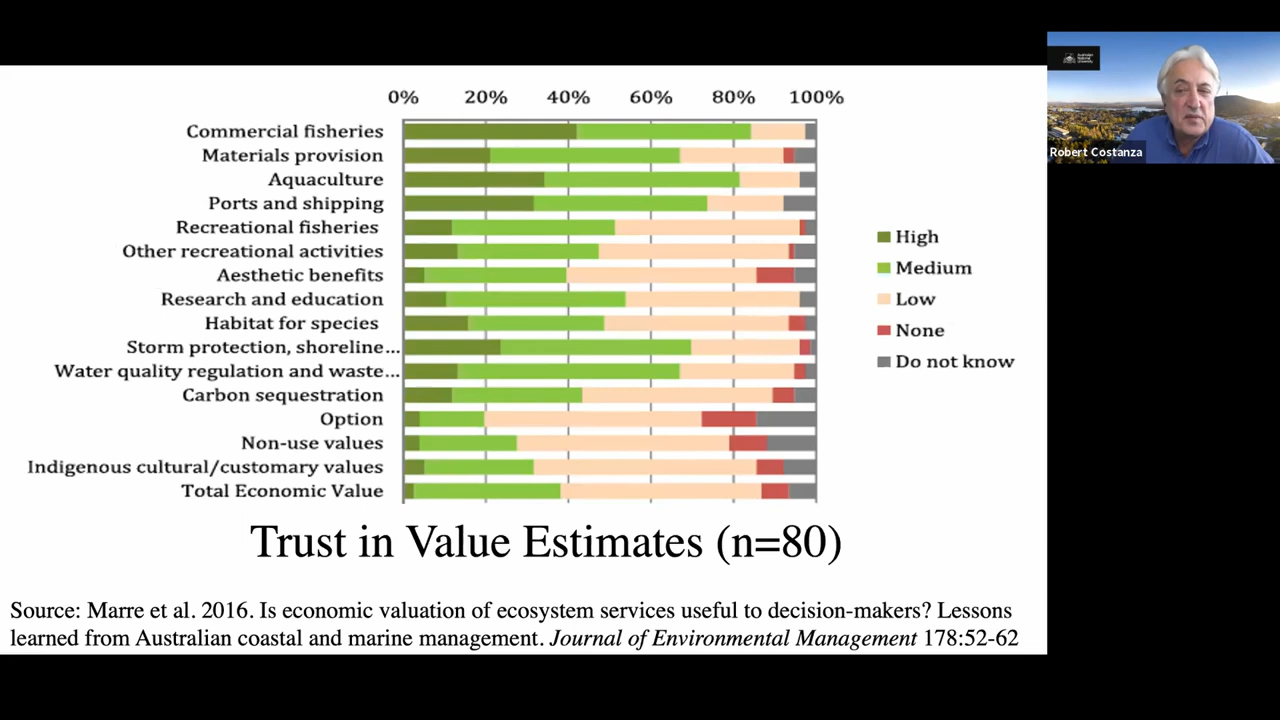 0% 20% 40% 60% 80% 100%
Commercial fisheries
Materials provision
Aquaculture
Ports and shipping
Recreational fisheries
Other recreational activities
Aesthetic benefits
Research and education
Habitat for species
Storm protection, shoreline...
Water quality regulation and waste...
Carbon sequestration
Option
Non-use values
Indigenous cultural/customary values
Total Economic Value
High
Medium
Low
None
Do not know
Trust in Value Estimates (n=80)
Source: Marre et al. 2016. Is economic valuation of ecosystem services useful to decision-makers? Lessons
learned from Australian coastal and marine management. Journal of Environmental Management 178:52-62
Australian
National
University
Robert Costanza